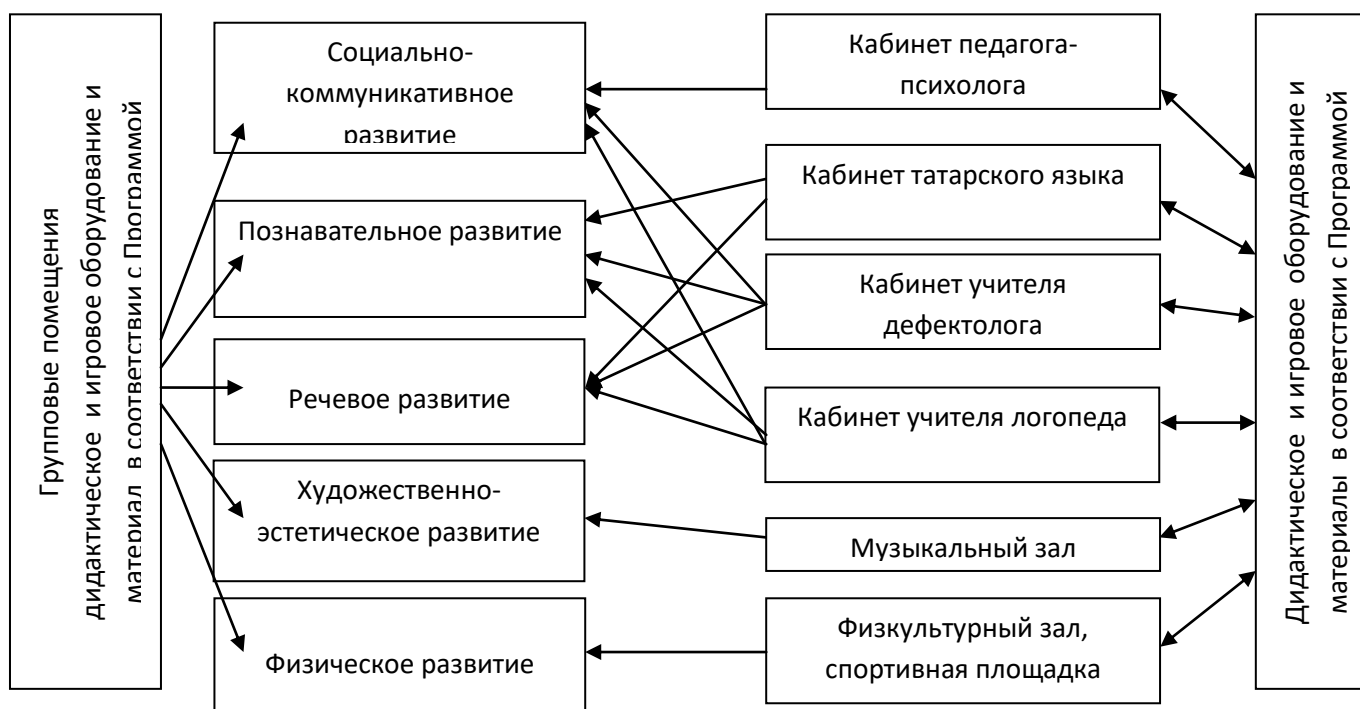 Групповые помещения
дидактическое и игровое оборудование и
материал в соответствии с Программой
Социально-
коммуникативное
развитие
Познавательное развитие
Речевое развитие
Художественно-
эстетическое развитие
Физическое развитие
Кабинет педагога-
психолога
Кабинет татарского языка
Кабинет учителя
дефектолога
Кабинет учителя логопеда
Музыкальный зал
Физкультурный зал,
спортивная площадка
Дидактическое и игровое оборудование и
материалы в соответствии с Программой